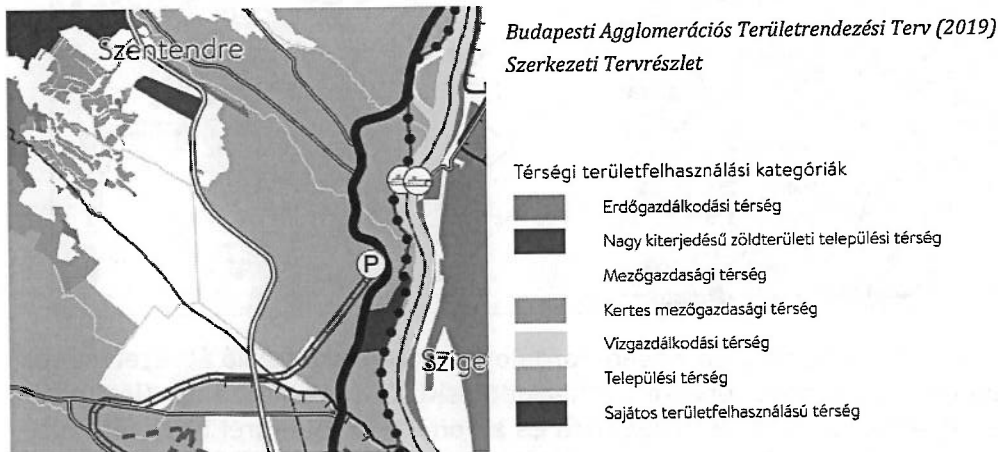 Budapesti Agglomerációs Területrendezési Terv (2019)
Szerkezeti Tervrészlet
Szentendre
P
Szige
Térségi területfelhasználási kategóriák
Erdőgazdálkodási térség
Nagy kiterjedésű zöldterületi települési térség
Mezőgazdasági térség
Kertes mezőgazdasági térség
Vízgazdálkodási térség
Települési térség
Sajátos területfelhasználású térség